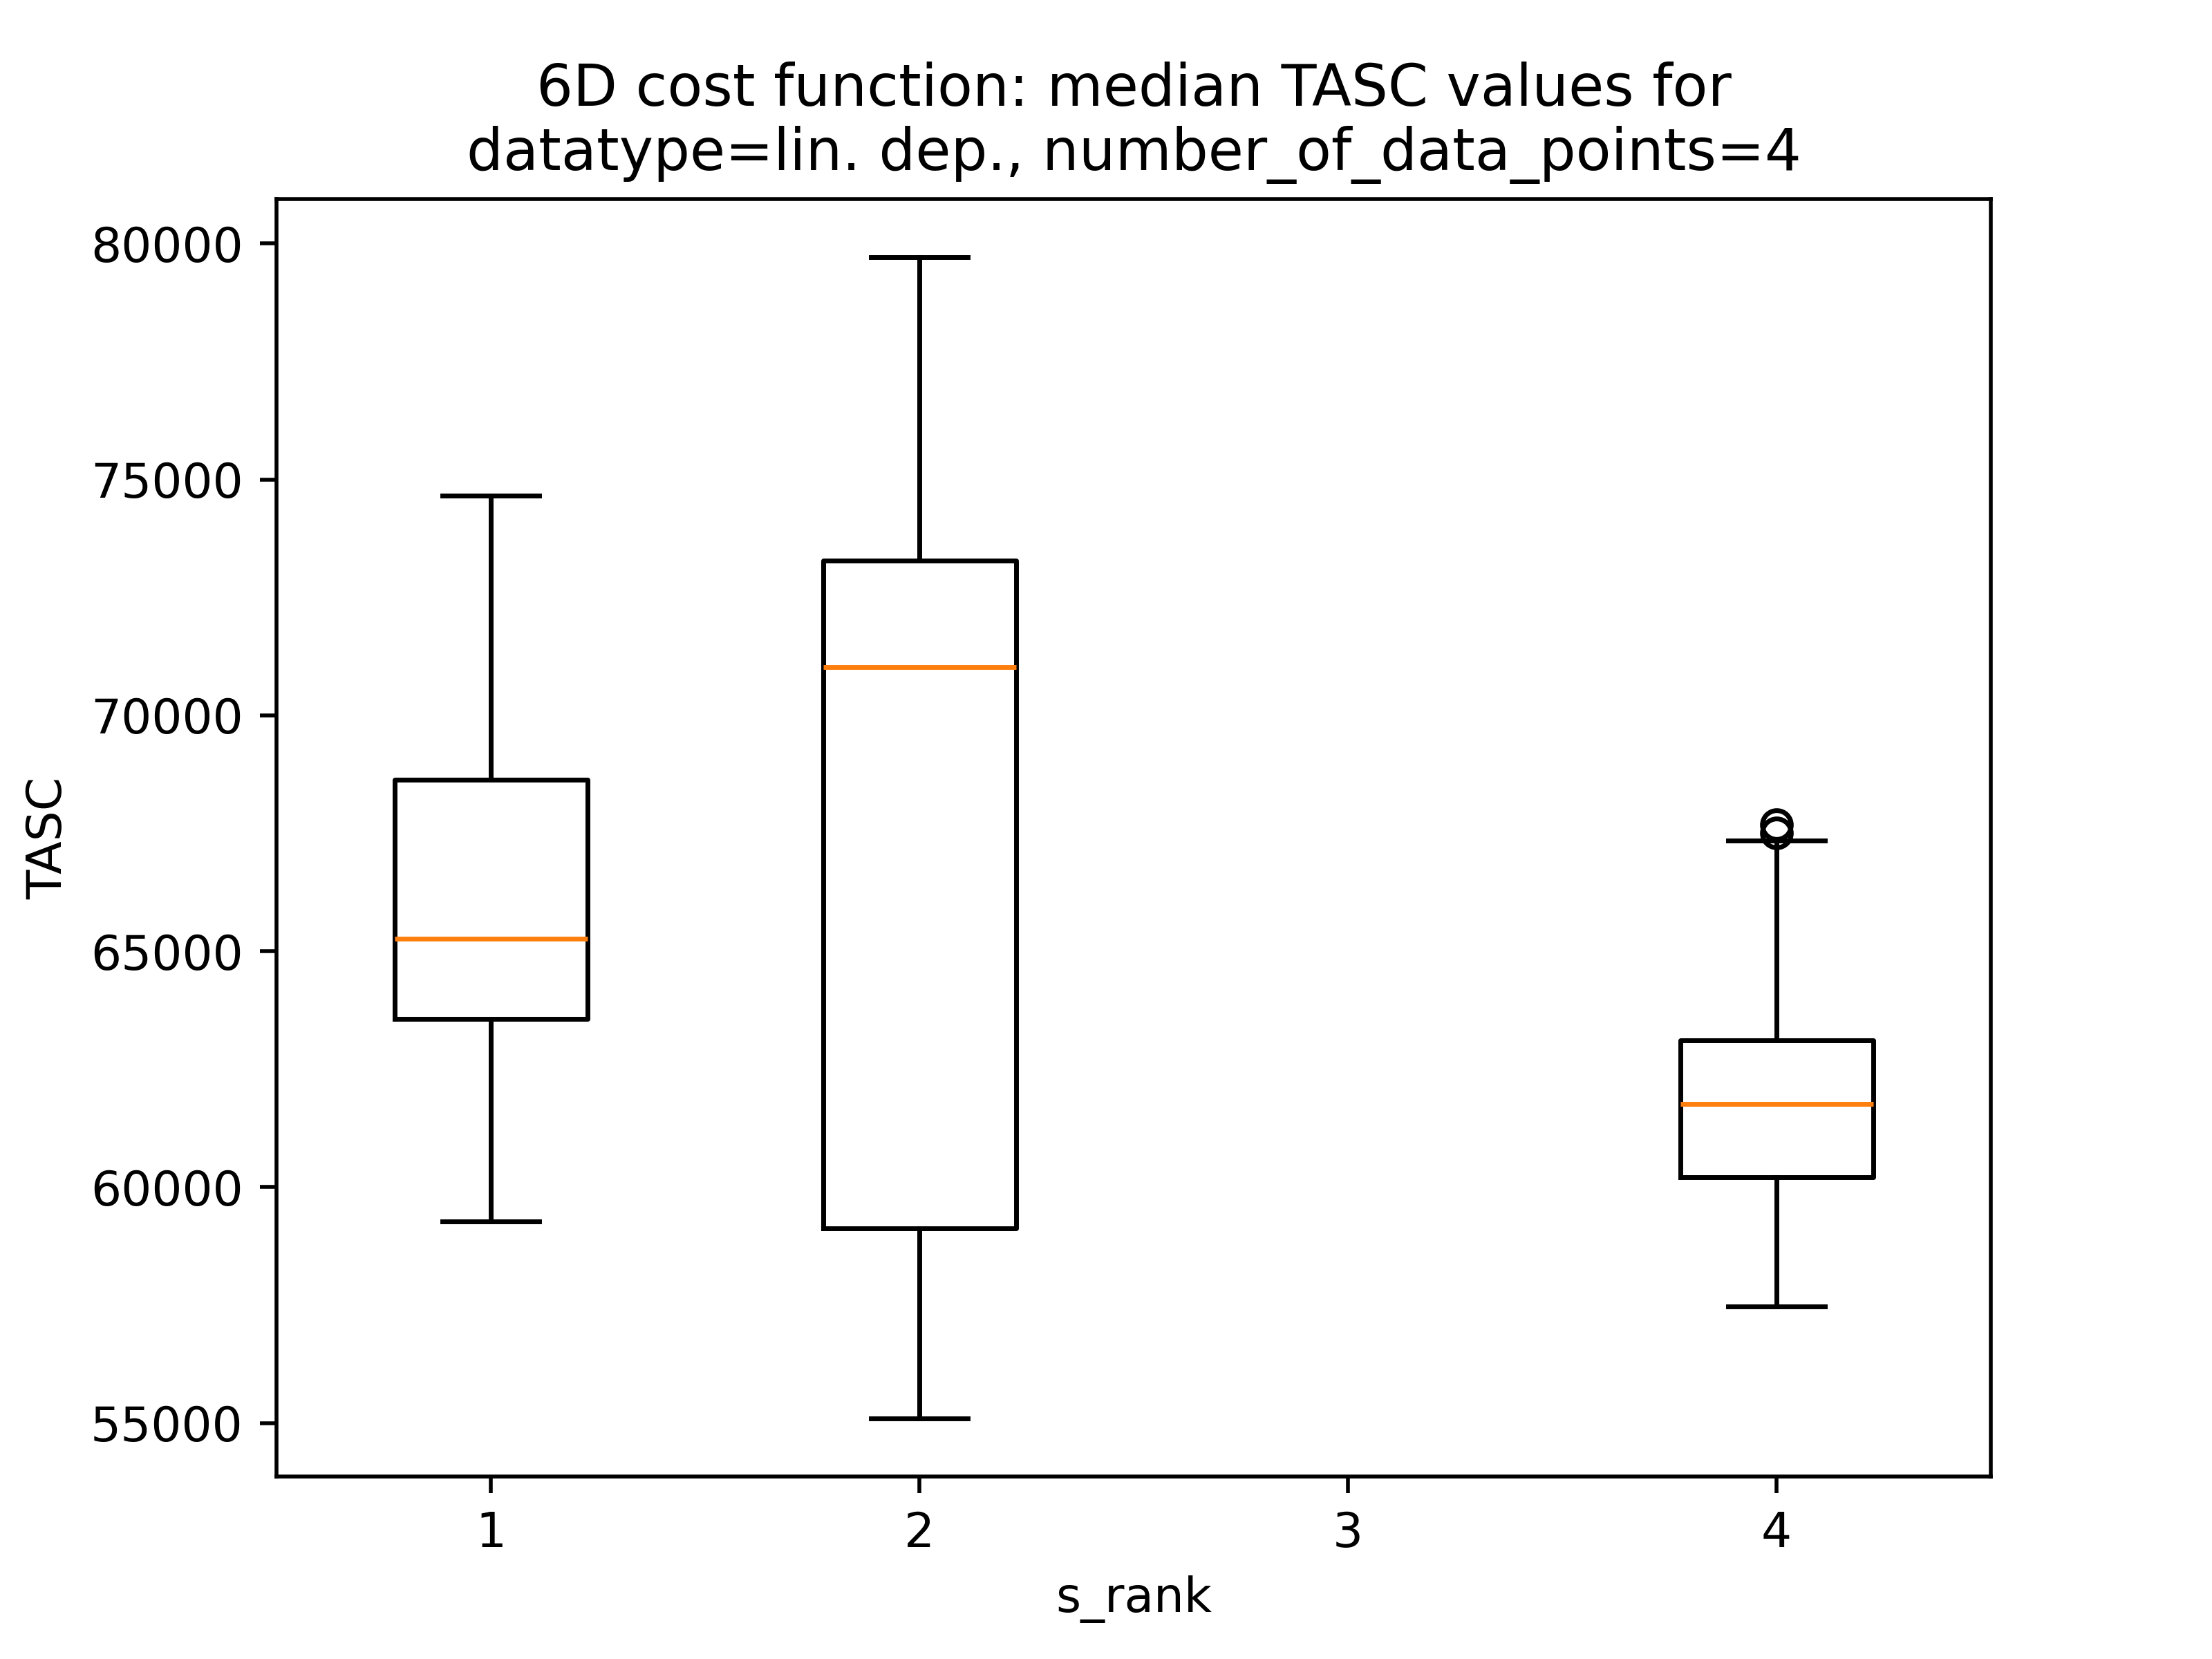 6D cost function: median TASC values for
datatype=lin. dep., number_of_data_points=4
80000
75000
70000
65000
60000
55000
TASC
1 2 3 4
s_rank